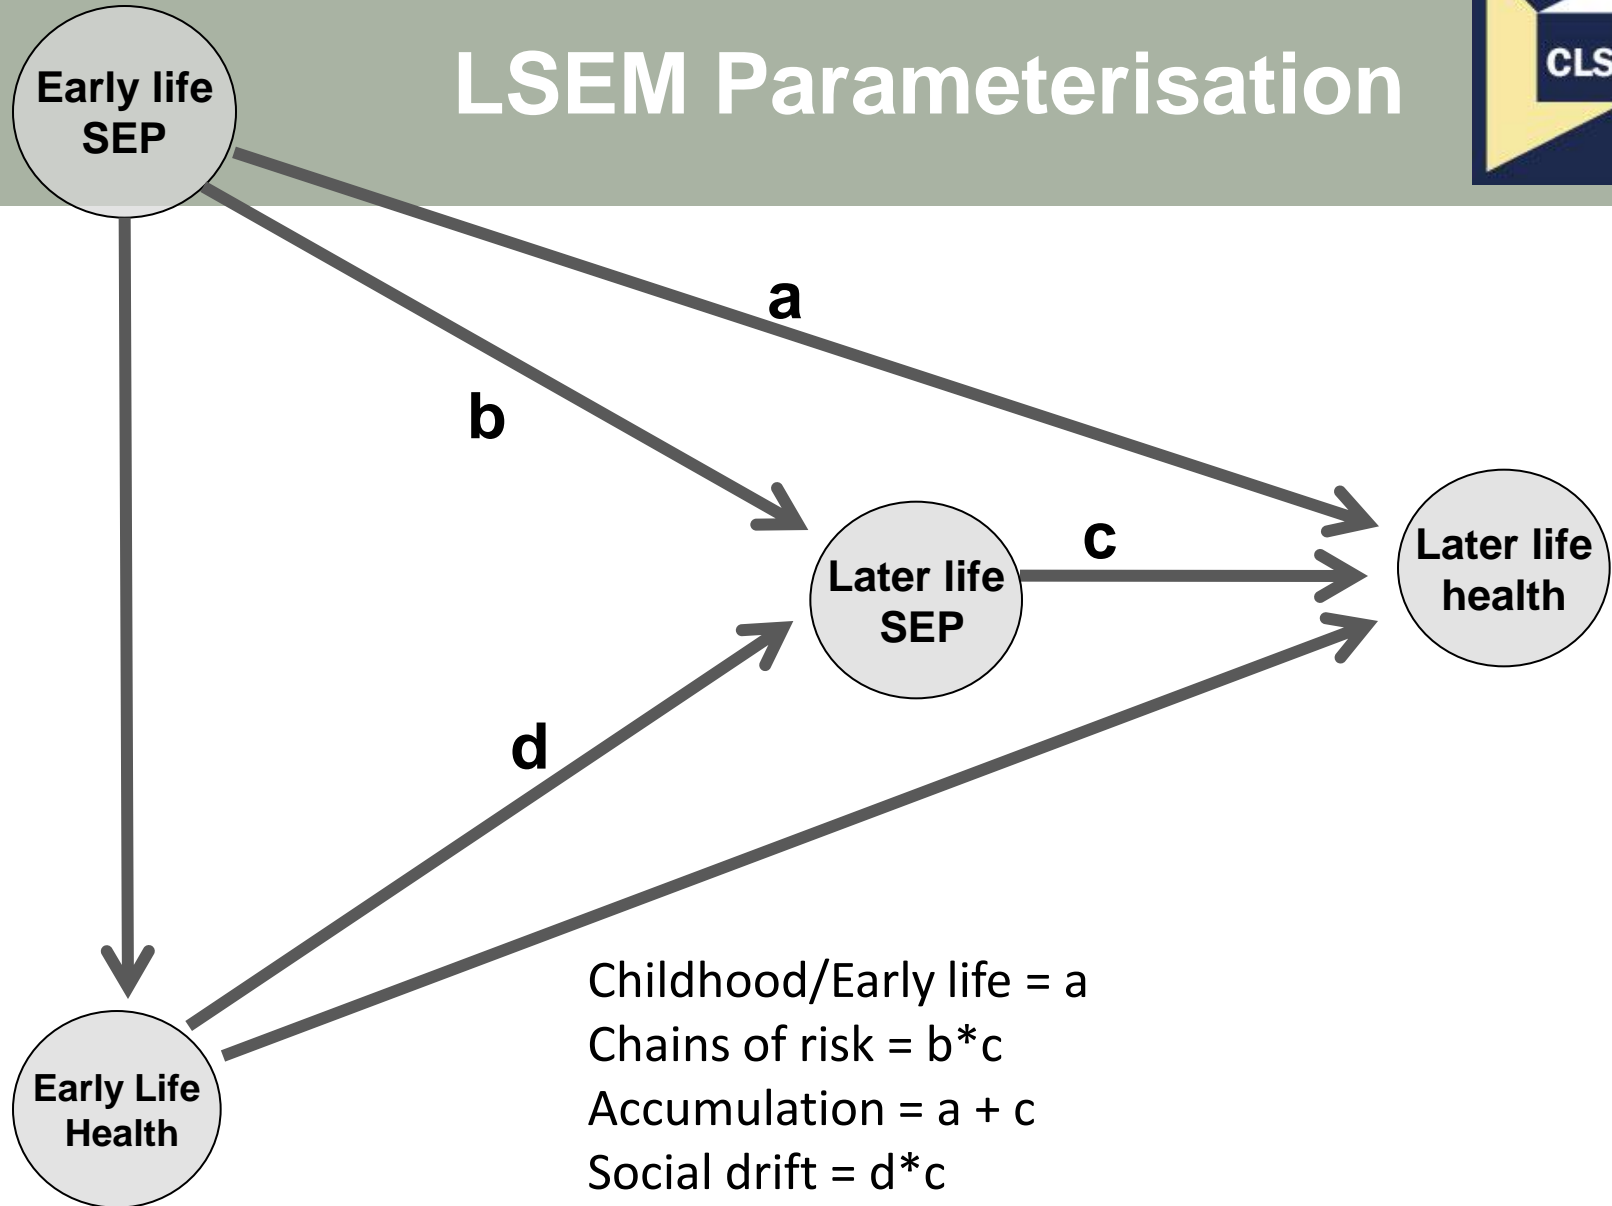 Early life
SEP
LSEM Parameterisation
CLS
a
b
c
Later life
SEP
Later life
health
d
Early Life
Health
Childhood/Early life = a
Chains of risk = b*c
Accumulation = a + c
Social drift = d*c